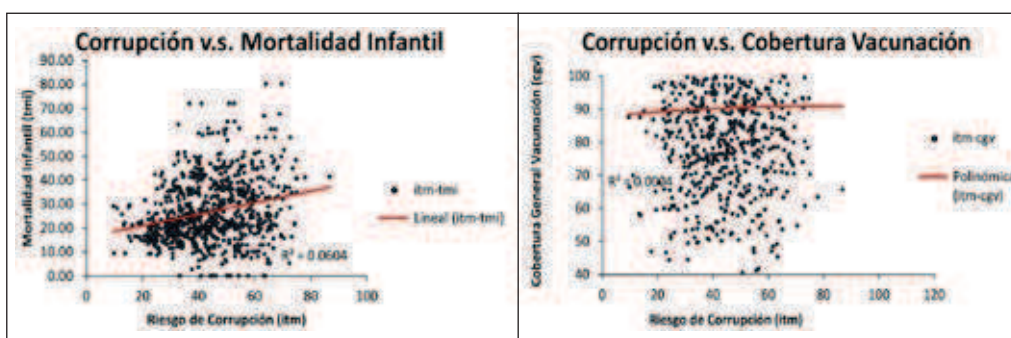 Corrupción v.s. Mortalidad Infantil
Mortalidad Infantil (tmi)
90.00
80.00
70.00
60.00
50.00
40.00
30.00
20.00
10.00
0.00
0
20
40
60
80
100
R² = 0.0604
itm-tmi
Lineal (itm-tmi)
Riesgo de Corrupción (itm)
Corrupción v.s. Cobertura Vacunación
Cobertura General Vacunación (cgv)
100
90
80
70
60
50
40
0
20
40
60
80
100
120
R² = 0.0004
itm-cgv
Polinómica
(itm-cgv)
Riesgo de Corrupción (itm)